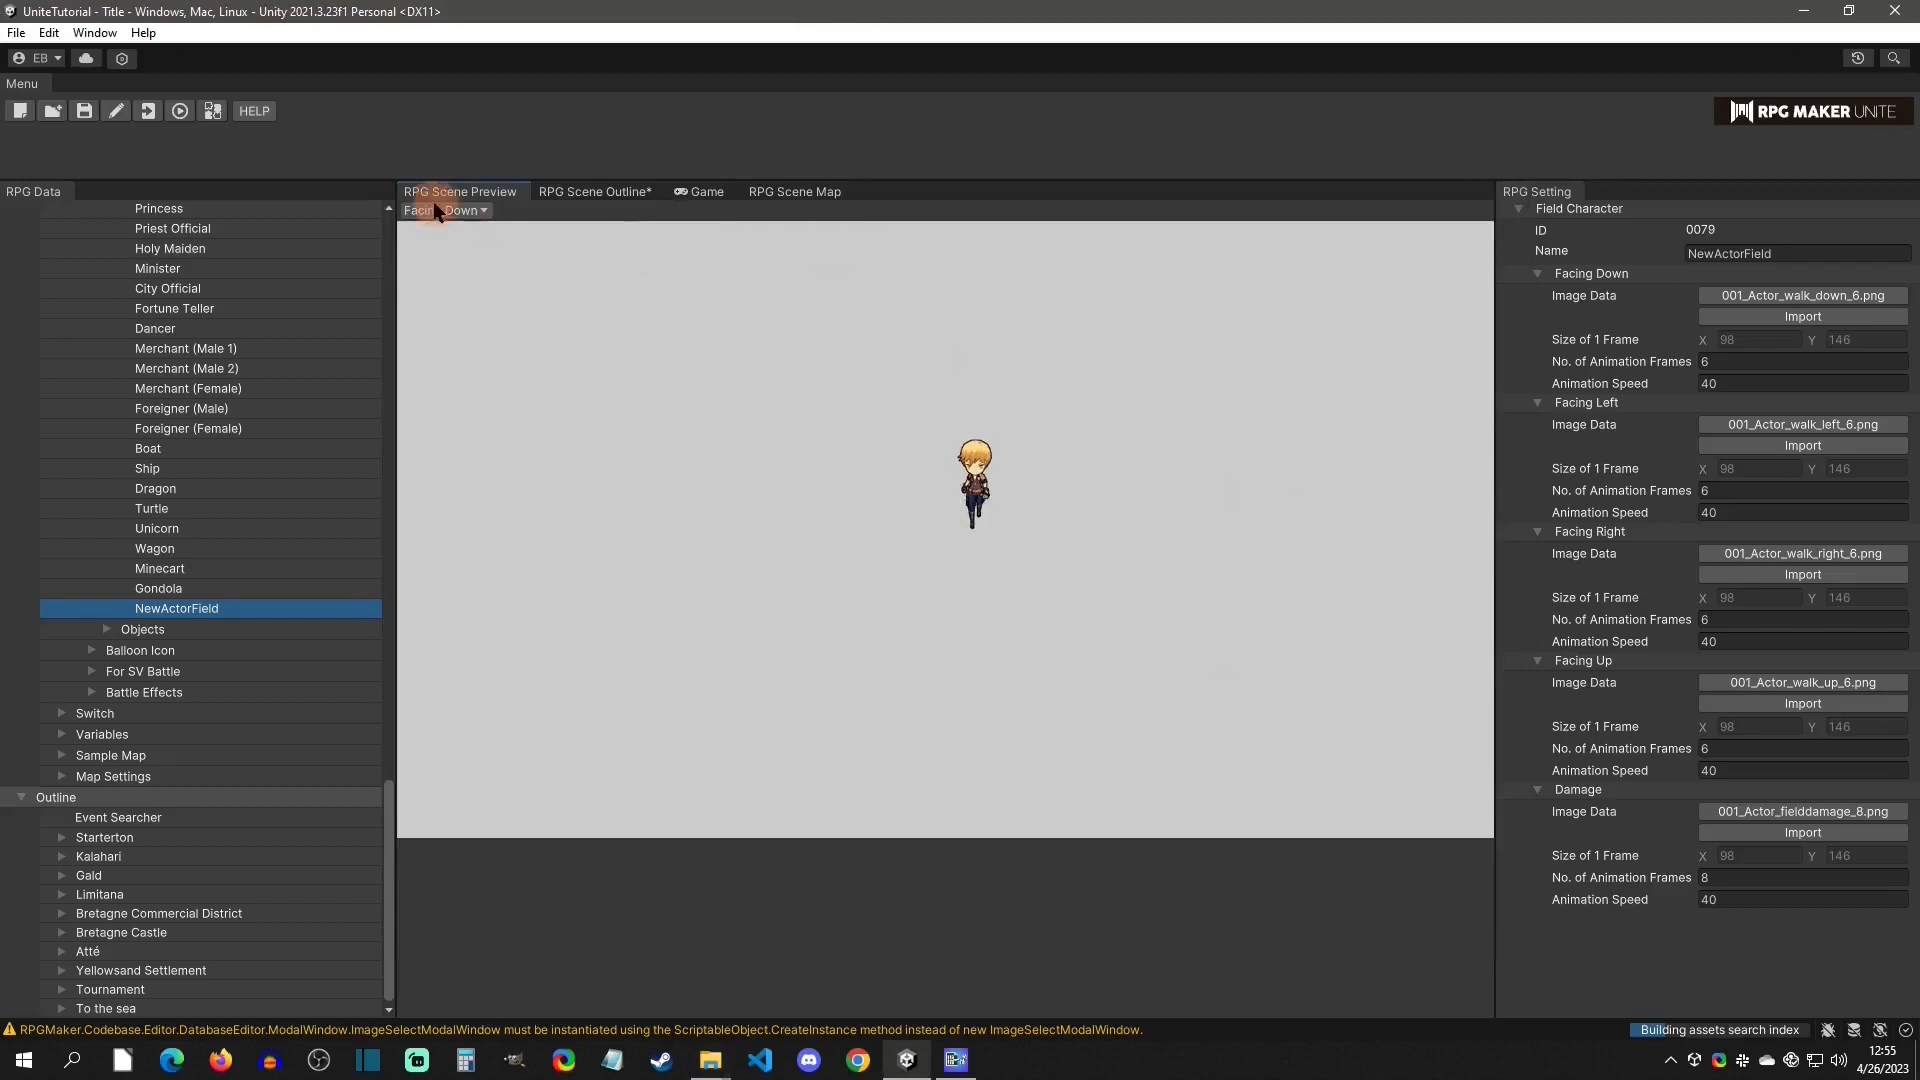 UniteTutorial - Title - Windows, Mac, Linux - Unity 2021.3.23f1 Personal <DX11>
File Edit Window Help
EB
Menu
HELP
RPG MAKER UNITE
RPG Data
Princess
Priest Official
Holy Maiden
Minister
City Official
Fortune Teller
Dancer
Merchant (Male 1)
Merchant (Male 2)
Merchant (Female)
Foreigner (Male)
Foreigner (Female)
Boat
Ship
Dragon
Turtle
Unicorn
Wagon
Minecart
Gondola
NewActorField
Objects
Balloon Icon
For SV Battle
Battle Effects
Switch
Variables
Sample Map
Map Settings
Outline
Event Searcher
Starterton
Kalahari
Gald
Limitana
Bretagne Commercial District
Bretagne Castle
Atté
Yellowsand Settlement
Tournament
To the sea
RPG Scene Preview RPG Scene Outline* Game RPG Scene Map
Facing Down
RPG Setting
Field Character
ID 0079
Name NewActorField
Facing Down
Image Data 001_Actor_walk_down_6.png
Import
Size of 1 Frame X 98 Y 146
No. of Animation Frames 6
Animation Speed 40
Facing Left
Image Data 001_Actor_walk_left_6.png
Import
Size of 1 Frame X 98 Y 146
No. of Animation Frames 6
Animation Speed 40
Facing Right
Image Data 001_Actor_walk_right_6.png
Import
Size of 1 Frame X 98 Y 146
No. of Animation Frames 6
Animation Speed 40
Facing Up
Image Data 001_Actor_walk_up_6.png
Import
Size of 1 Frame X 98 Y 146
No. of Animation Frames 6
Animation Speed 40
Damage
Image Data 001_Actor_fielddamage_8.png
Import
Size of 1 Frame X 98 Y 146
No. of Animation Frames 8
Animation Speed 40
RPGMaker.Codebase.Editor.DatabaseEditor.ModalWindow.ImageSelectModalWindow must be instantiated using the ScriptableObject.CreateInstance method instead of new ImageSelectModalWindow.
Building assets search index
12:55
4/26/2023